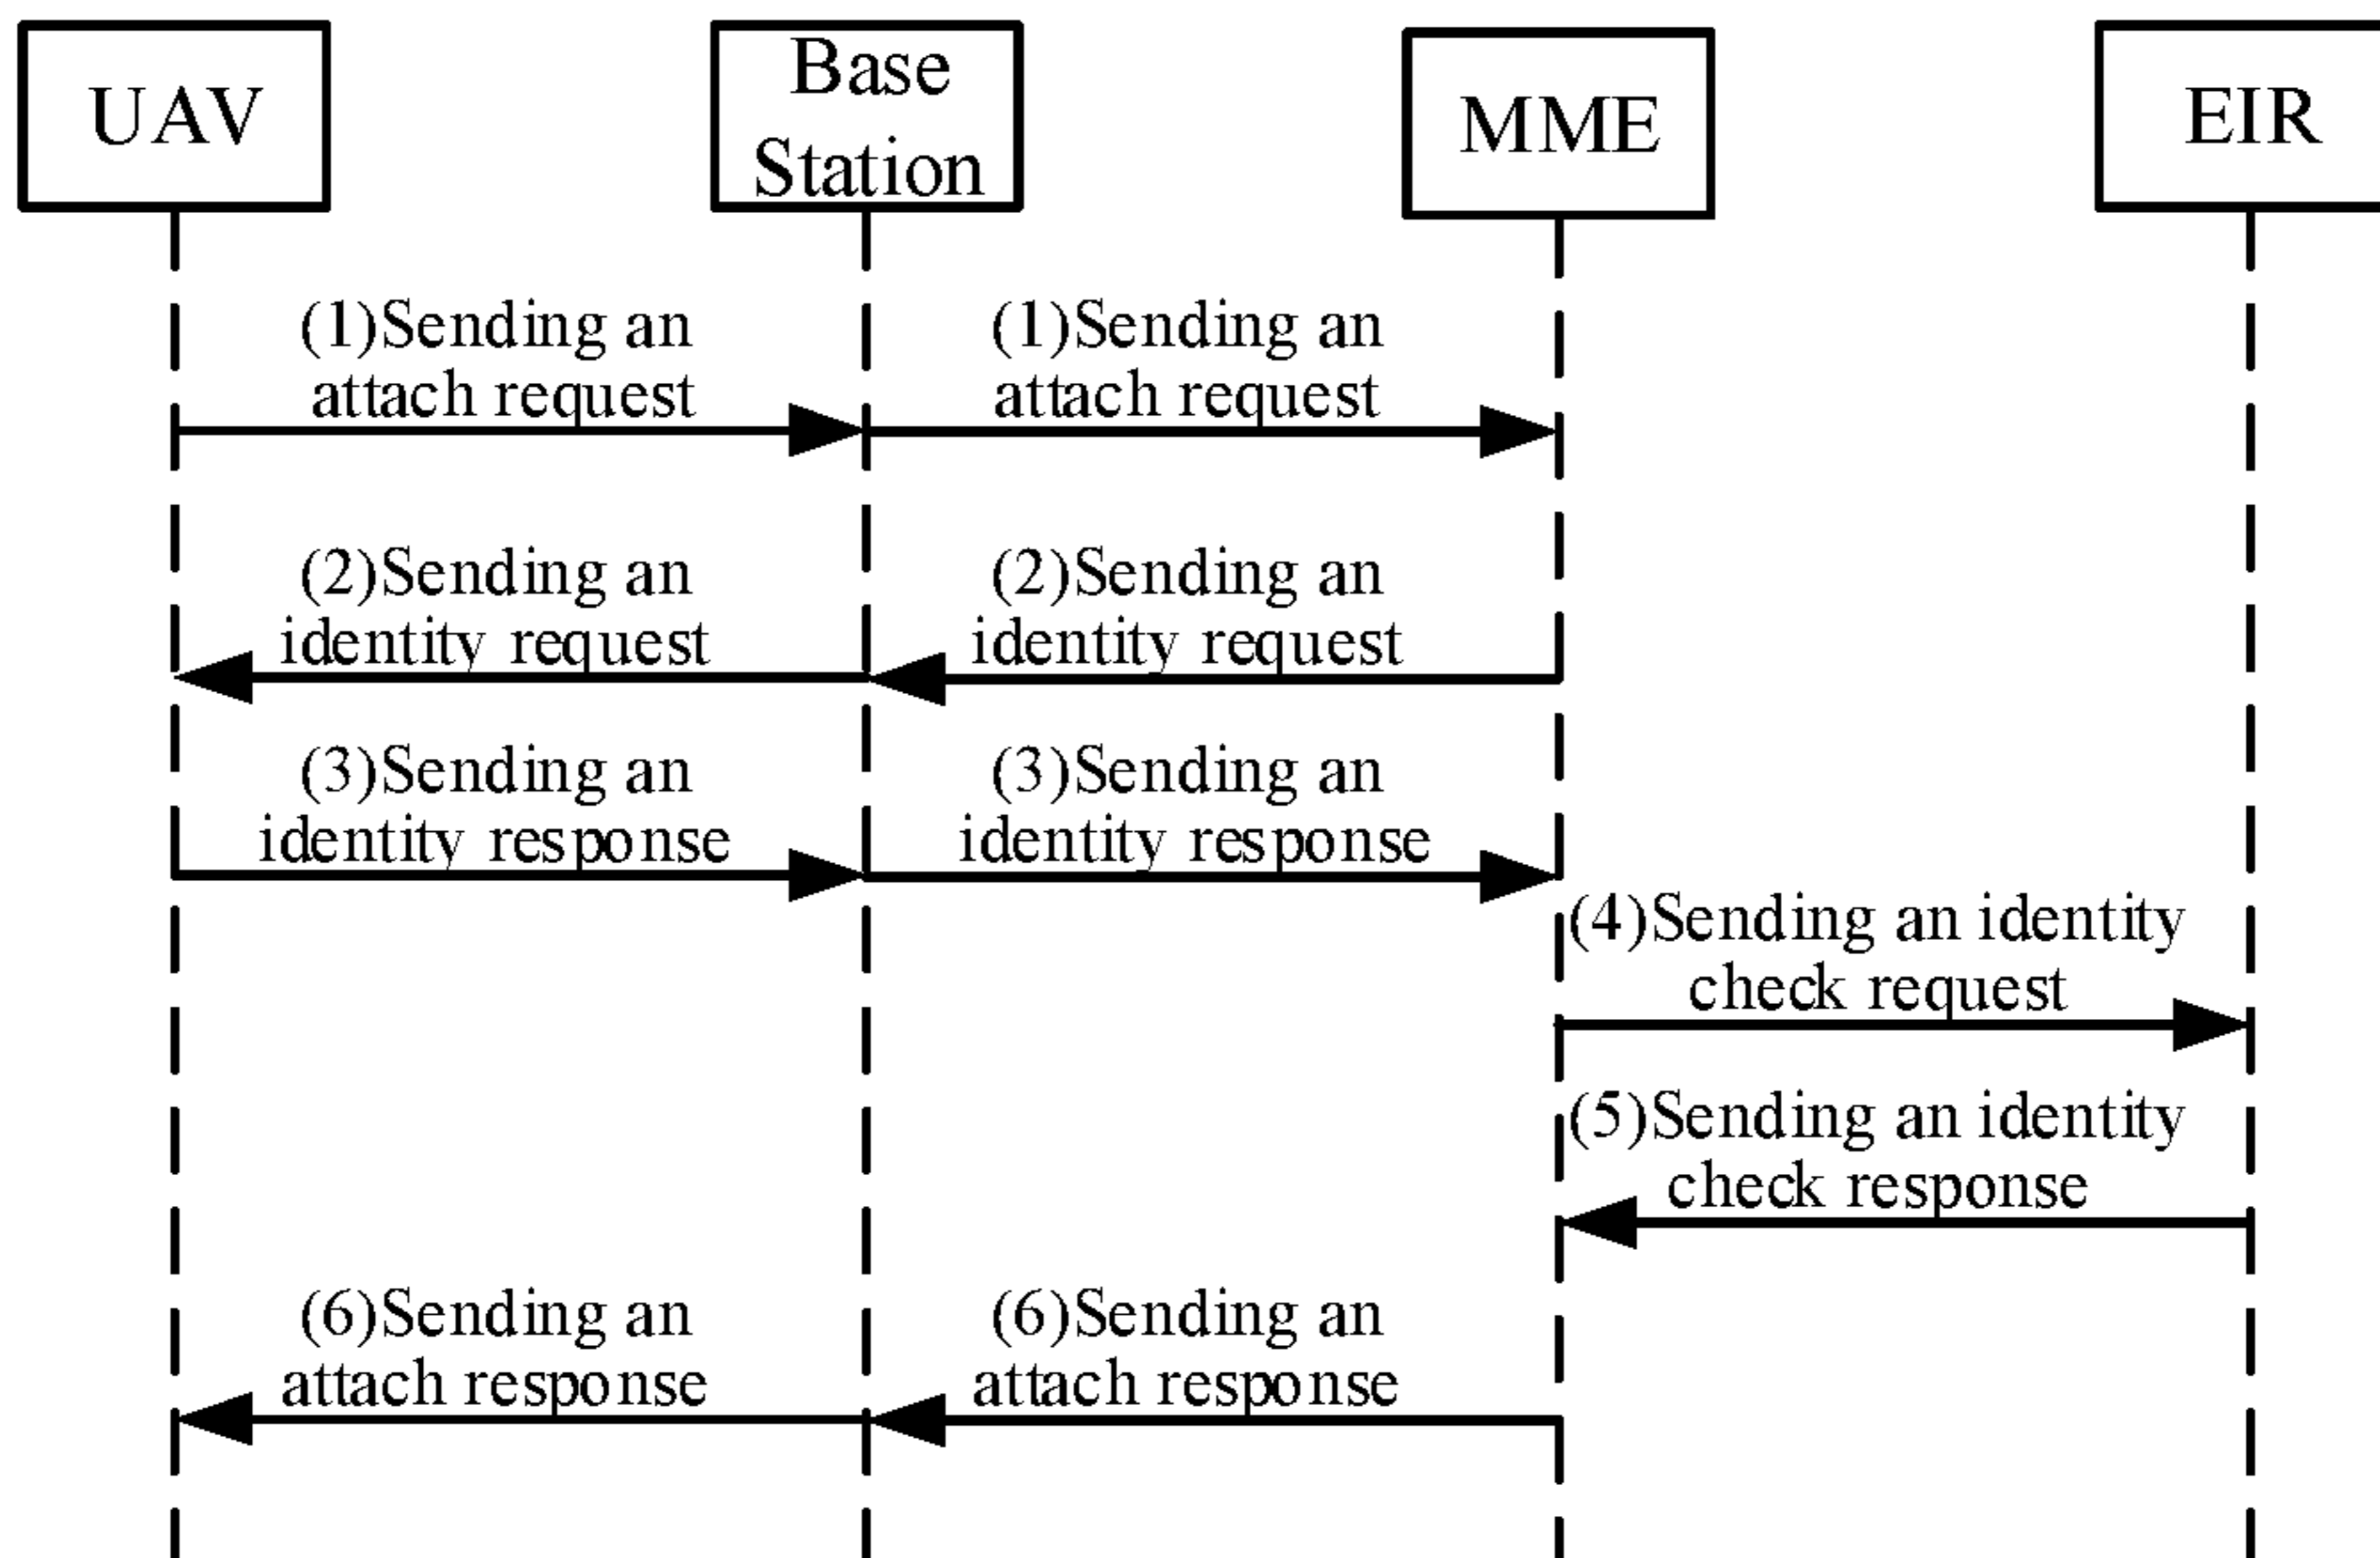 UAV
Base
Station
MME
EIR
(1)Sending an
attach request
(1)Sending an
attach request
(2)Sending an
identity request
(2)Sending an
identity request
(3)Sending an
identity response
(3)Sending an
identity response
(4)Sending an identity
check request
(5)Sending an identity
check response
(6)Sending an
attach response
(6)Sending an
attach response